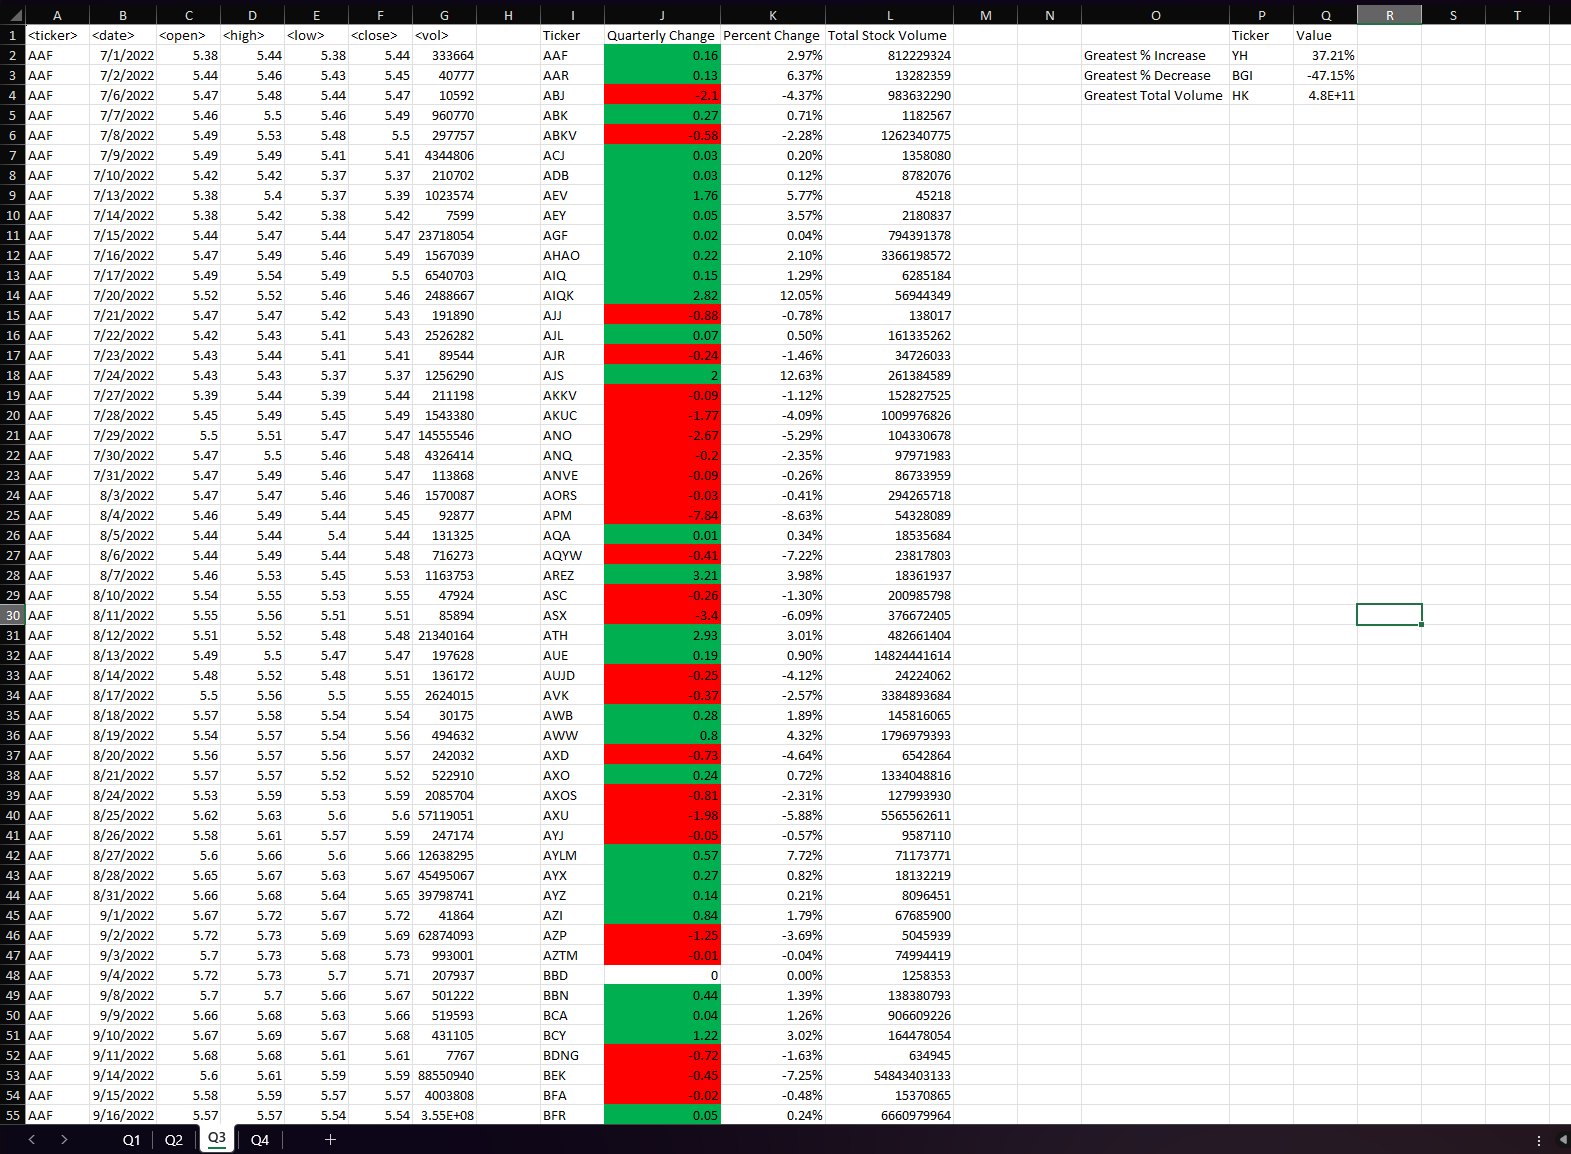 A B C D E F G H I J K L M N O P Q R S T
1 <ticker> <date> <open> <high> <low> <close> <vol> Ticker Quarterly Change Percent Change Total Stock Volume Ticker Value
2 AAF 7/1/2022 5.38 5.44 5.38 5.44 333664 AAF 0.16 2.97% 812229324 Greatest % Increase YH 37.21%
3 AAF 7/2/2022 5.44 5.46 5.43 5.45 40777 AAR 0.13 6.37% 13282359 Greatest % Decrease BGI -47.15%
4 AAF 7/6/2022 5.47 5.48 5.44 5.47 10592 ABJ -2.1 -4.37% 983632290 Greatest Total Volume HK 4.8E+11
5 AAF 7/7/2022 5.46 5.5 5.46 5.49 960770 ABK 0.27 0.71% 1182567
6 AAF 7/8/2022 5.49 5.53 5.48 5.5 297757 ABKV -0.58 -2.28% 1262340775
7 AAF 7/9/2022 5.49 5.49 5.41 5.41 4344806 ACJ 0.03 0.20% 1358080
8 AAF 7/10/2022 5.42 5.42 5.37 5.37 210702 ADB 0.03 0.12% 8782076
9 AAF 7/13/2022 5.38 5.4 5.37 5.39 1023574 AEV 1.76 5.77% 45218
10 AAF 7/14/2022 5.38 5.42 5.38 5.42 7599 AEY 0.05 3.57% 2180837
11 AAF 7/15/2022 5.44 5.47 5.44 5.47 23718054 AGF 0.02 0.04% 794391378
12 AAF 7/16/2022 5.47 5.49 5.46 5.49 1567039 AHAO 0.22 2.10% 3366198572
13 AAF 7/17/2022 5.49 5.54 5.49 5.5 6540703 AIQ 0.15 1.29% 6285184
14 AAF 7/20/2022 5.52 5.52 5.46 5.46 2488667 AIQK 2.82 12.05% 56944349
15 AAF 7/21/2022 5.47 5.47 5.42 5.43 191890 AJJ -0.88 -0.78% 138017
16 AAF 7/22/2022 5.42 5.43 5.41 5.43 2526282 AJL 0.07 0.50% 161335262
17 AAF 7/23/2022 5.43 5.44 5.41 5.41 89544 AJR -0.24 -1.46% 34726033
18 AAF 7/24/2022 5.43 5.43 5.37 5.37 1256290 AJS 2 12.63% 261384589
19 AAF 7/27/2022 5.39 5.44 5.39 5.44 211198 AKKV -0.09 -1.12% 152827525
20 AAF 7/28/2022 5.45 5.49 5.45 5.49 1543380 AKUC -1.77 -4.09% 1009976826
21 AAF 7/29/2022 5.5 5.51 5.47 5.47 14555546 ANO -2.67 -5.29% 104330678
22 AAF 7/30/2022 5.47 5.5 5.46 5.48 4326414 ANQ -0.2 -2.35% 97971983
23 AAF 7/31/2022 5.47 5.49 5.46 5.47 113868 ANVE -0.09 -0.26% 86733959
24 AAF 8/3/2022 5.47 5.47 5.46 5.46 1570087 AORS -0.03 -0.41% 294265718
25 AAF 8/4/2022 5.46 5.49 5.44 5.45 92877 APM -7.84 -8.63% 54328089
26 AAF 8/5/2022 5.44 5.44 5.4 5.44 131325 AQA 0.01 0.34% 18535684
27 AAF 8/6/2022 5.44 5.49 5.44 5.48 716273 AQYW -0.41 -7.22% 23817803
28 AAF 8/7/2022 5.46 5.53 5.45 5.53 1163753 AREZ 3.21 3.98% 18361937
29 AAF 8/10/2022 5.54 5.55 5.53 5.55 47924 ASC -0.26 -1.30% 200985798
30 AAF 8/11/2022 5.55 5.56 5.51 5.51 85894 ASX -3.4 -6.09% 376672405
31 AAF 8/12/2022 5.51 5.52 5.48 5.48 21340164 ATH 2.93 3.01% 482661404
32 AAF 8/13/2022 5.49 5.5 5.47 5.47 197628 AUE 0.19 0.90% 14824441614
33 AAF 8/14/2022 5.48 5.52 5.48 5.51 136172 AUJD -0.25 -4.12% 24224062
34 AAF 8/17/2022 5.5 5.56 5.5 5.55 2624015 AVK -0.37 -2.57% 3384893684
35 AAF 8/18/2022 5.57 5.58 5.54 5.54 30175 AWB 0.28 1.89% 145816065
36 AAF 8/19/2022 5.54 5.57 5.54 5.56 494632 AWW 0.8 4.32% 1796979393
37 AAF 8/20/2022 5.56 5.57 5.56 5.57 242032 AXD -0.73 -4.64% 6542864
38 AAF 8/21/2022 5.57 5.57 5.52 5.52 522910 AXO 0.24 0.72% 1334048816
39 AAF 8/24/2022 5.53 5.59 5.53 5.59 2085704 AXOS -0.81 -2.31% 127993930
40 AAF 8/25/2022 5.62 5.63 5.6 5.6 57119051 AXU -1.98 -5.88% 5565562611
41 AAF 8/26/2022 5.58 5.61 5.57 5.59 247174 AYJ -0.05 -0.57% 9587110
42 AAF 8/27/2022 5.6 5.66 5.6 5.66 12638295 AYLM 0.57 7.72% 71173771
43 AAF 8/28/2022 5.65 5.67 5.63 5.67 45495067 AYX 0.27 0.82% 18132219
44 AAF 8/31/2022 5.66 5.68 5.64 5.65 39798741 AYZ 0.14 0.21% 8096451
45 AAF 9/1/2022 5.67 5.72 5.67 5.72 41864 AZI 0.84 1.79% 67685900
46 AAF 9/2/2022 5.72 5.73 5.69 5.69 62874093 AZP -1.25 -3.69% 5045939
47 AAF 9/3/2022 5.7 5.73 5.68 5.73 993001 AZTM -0.01 -0.04% 74994419
48 AAF 9/4/2022 5.72 5.73 5.7 5.71 207937 BBD 0 0.00% 1258353
49 AAF 9/8/2022 5.7 5.7 5.66 5.67 501222 BBN 0.44 1.39% 138380793
50 AAF 9/9/2022 5.66 5.68 5.63 5.66 519593 BCA 0.04 1.26% 906609226
51 AAF 9/10/2022 5.67 5.69 5.67 5.68 431105 BCY 1.22 3.02% 164478054
52 AAF 9/11/2022 5.68 5.68 5.61 5.61 7767 BDNG -0.72 -1.63% 634945
53 AAF 9/14/2022 5.6 5.61 5.59 5.59 88550940 BEK -0.45 -7.25% 54843403133
54 AAF 9/15/2022 5.58 5.59 5.57 5.57 4003808 BFA -0.02 -0.48% 15370865
55 AAF 9/16/2022 5.57 5.57 5.54 5.54 3.55E+08 BFR 0.05 0.24% 6660979964
Q1 Q2 Q3 Q4 +